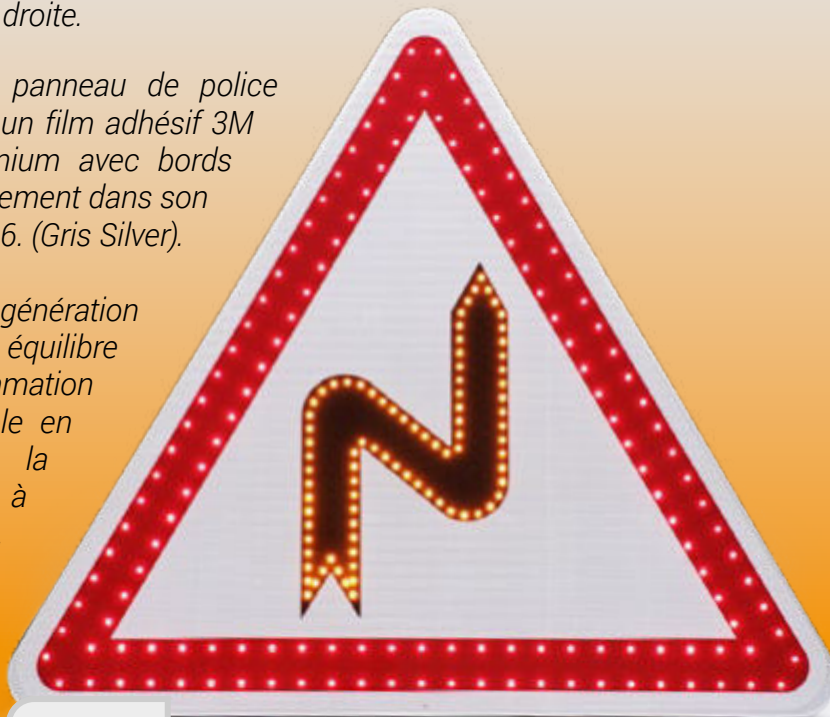 droite.
panneau de police
un film adhésif 3M
nium avec bords
ement dans son
6. (Gris Silver).
génération
équilibre
mation
le en
la
à